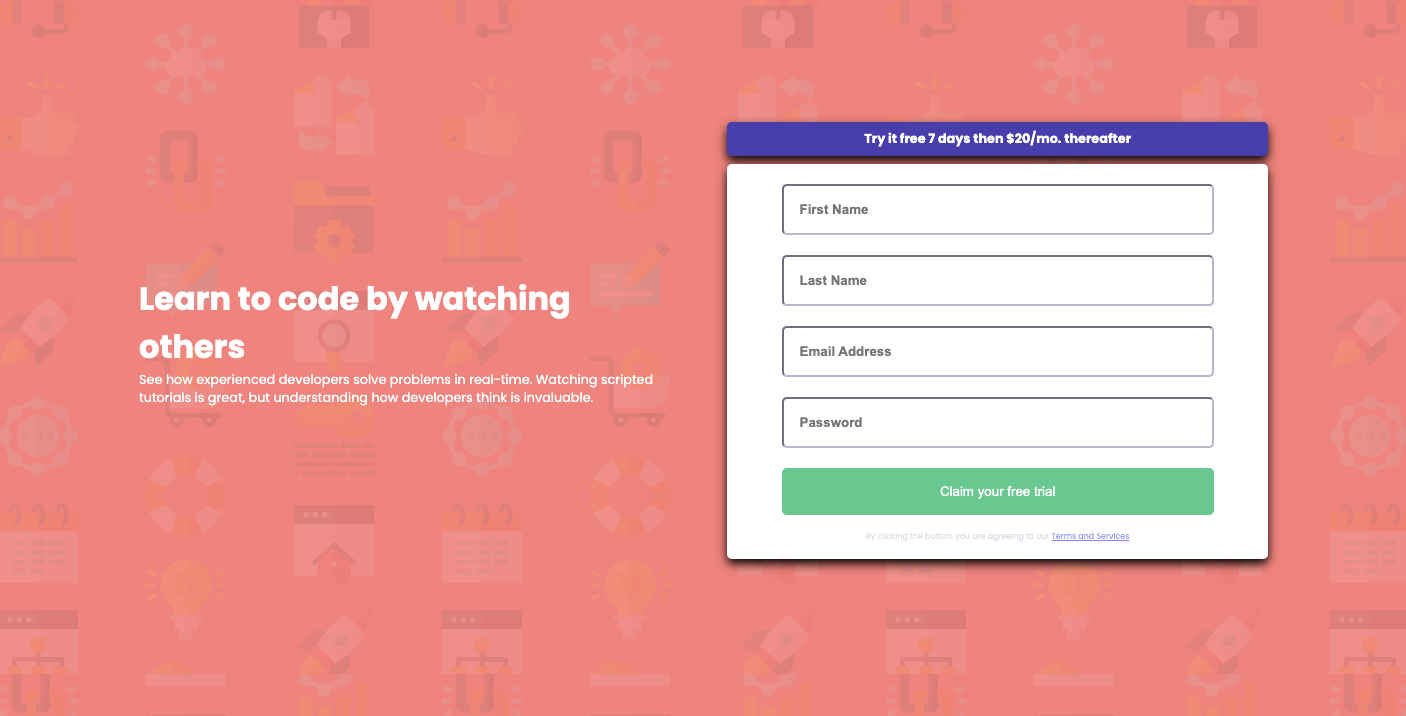 Learn to code by watching
others
See how experienced developers solve problems in real-time. Watching scripted
tutorials is great, but understanding how developers think is invaluable.
Try it free 7 days then $20/mo. thereafter
First Name
Last Name
Email Address
Password
Claim your free trial
By clicking the button, you are agreeing to our Terms and Services